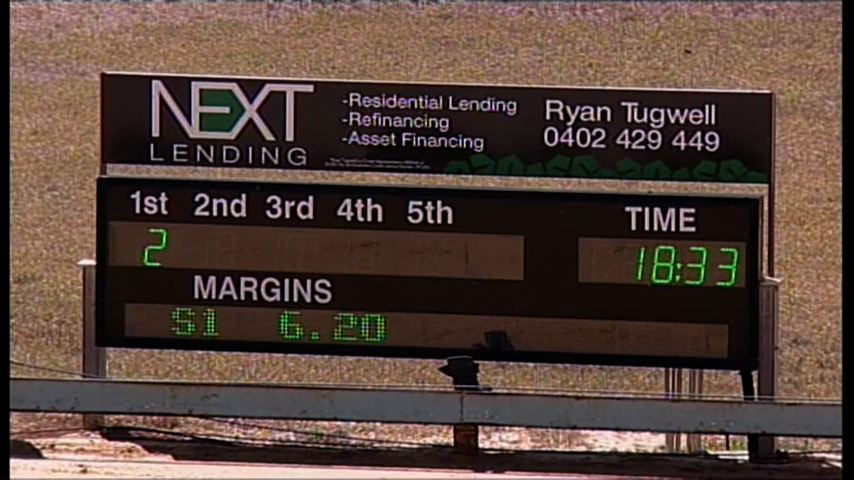 NEXT
LENDING
-Residential Lending
-Refinancing
-Asset Financing
Ryan Tugwell
0402 429 449
1st 2nd 3rd 4th 5th
TIME
2
18:33
MARGINS
S1 6.20